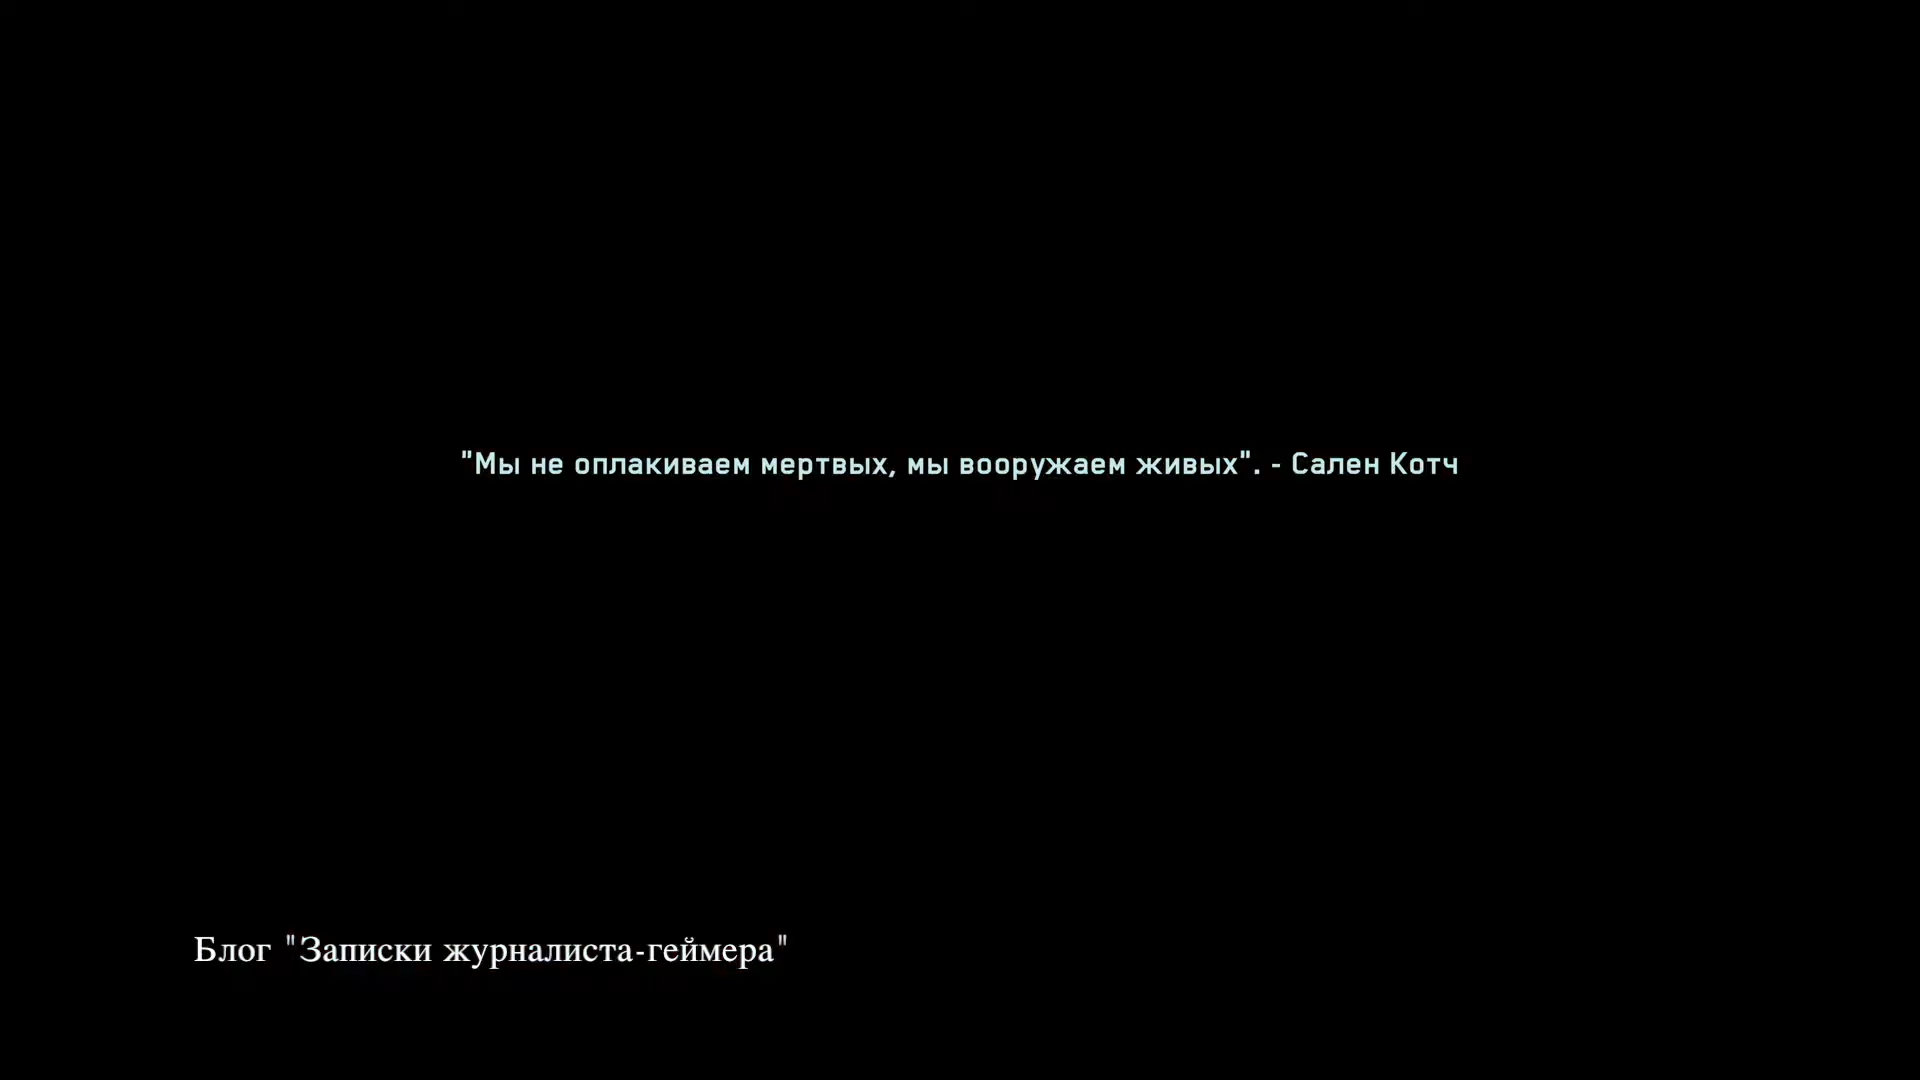 "Мы не оплакиваем мертвых, мы вооружаем живых". - Сален Котч
Блог "Записки журналиста-геймера"